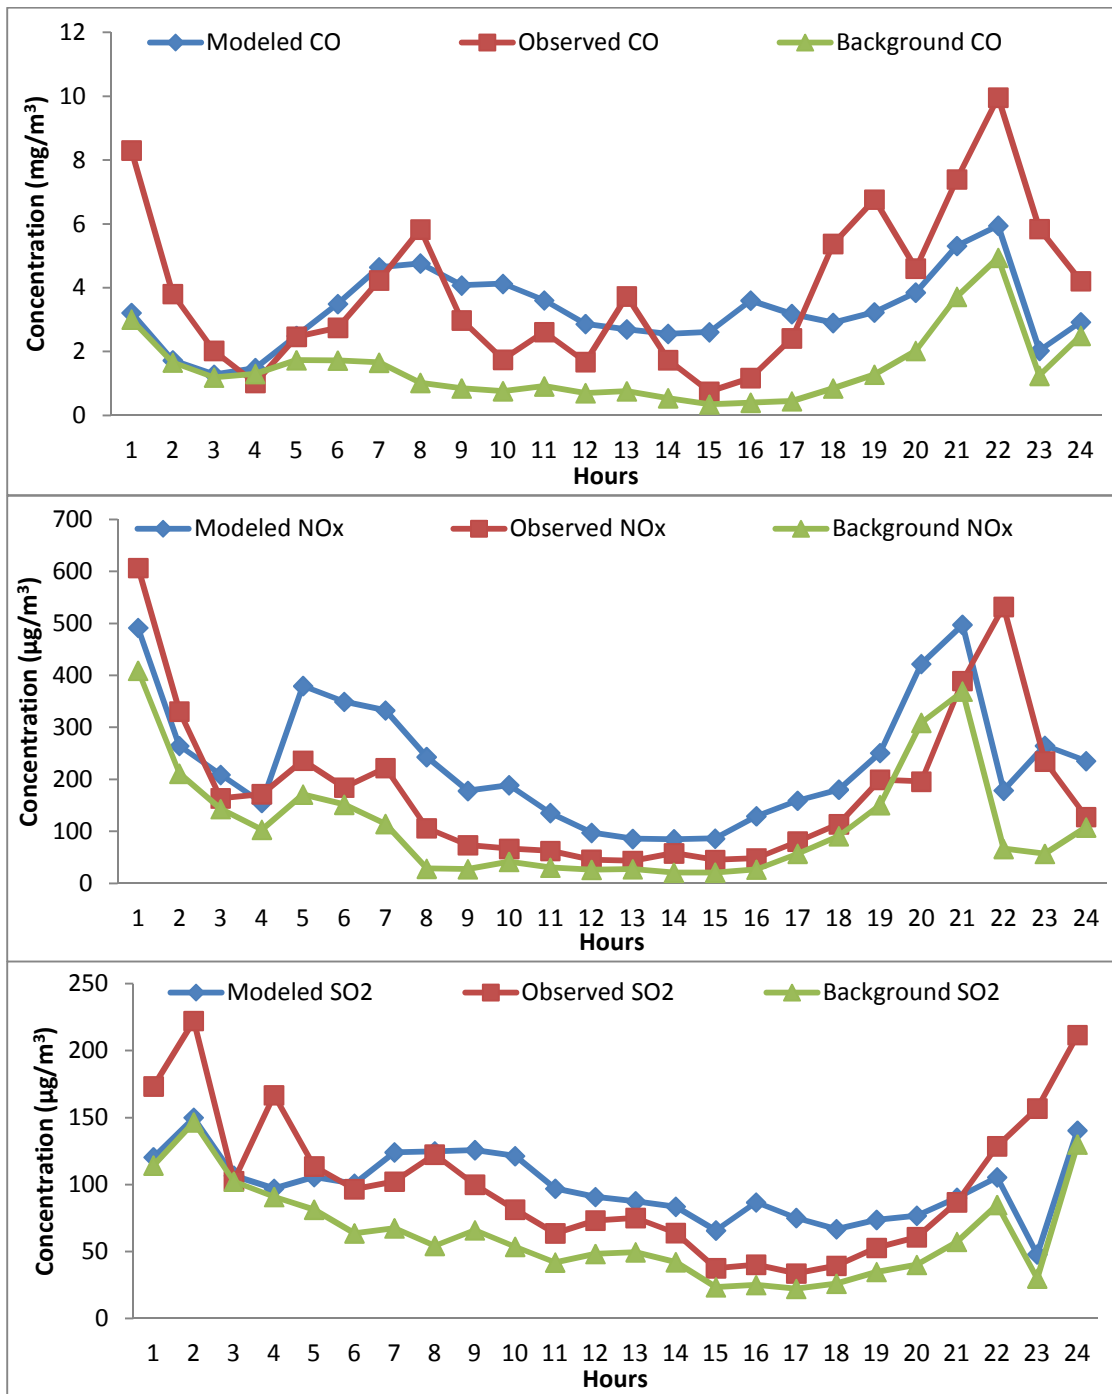 Modeled CO Observed CO Background CO
Concentration (mg/m³)
12
10
8
6
4
2
0
1 2 3 4 5 6 7 8 9 10 11 12 13 14 15 16 17 18 19 20 21 22 23 24
Hours
Modeled NOx Observed NOx Background NOx
Concentration (µg/m³)
700
600
500
400
300
200
100
0
1 2 3 4 5 6 7 8 9 10 11 12 13 14 15 16 17 18 19 20 21 22 23 24
Hours
Modeled SO2 Observed SO2 Background SO2
Concentration (µg/m³)
250
200
150
100
50
0
1 2 3 4 5 6 7 8 9 10 11 12 13 14 15 16 17 18 19 20 21 22 23 24
Hours